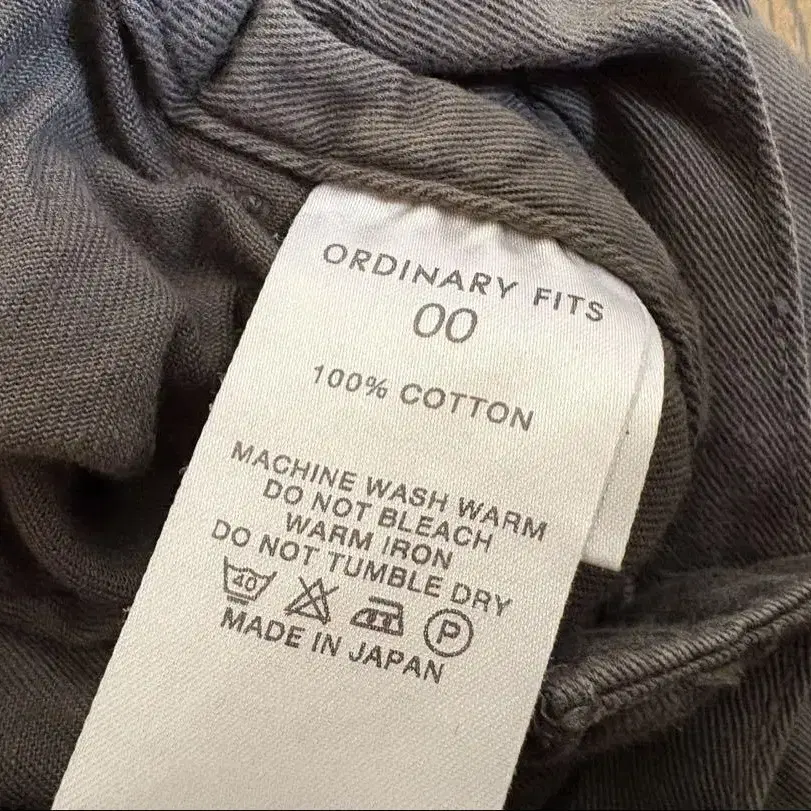 ORDINARY FITS
00
100% COTTON
MACHINE WASH WARM
DO NOT BLEACH
WARM IRON
DO NOT TUMBLE DRY
40 P
MADE IN JAPAN